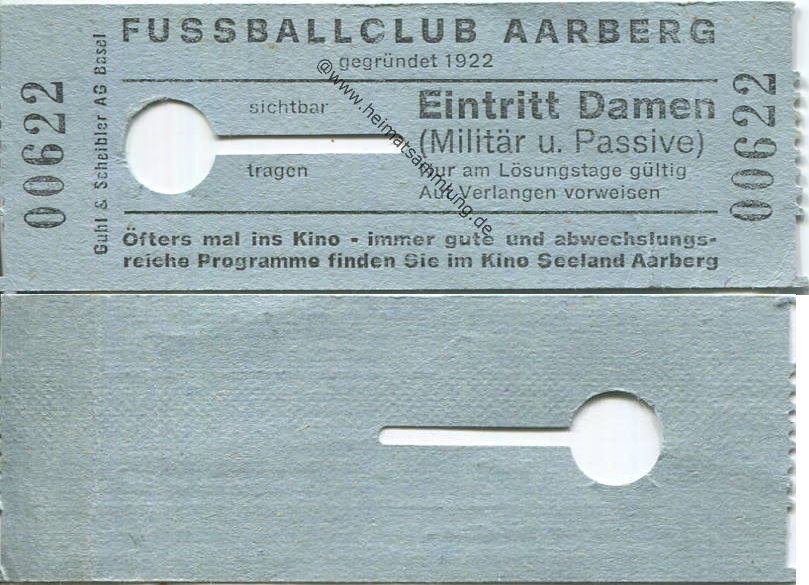 FUSSBALLCLUB AARBERG
gegründet 1922
00622
Guhl & Scheibler AG Basel
sichtbar
tragen
Eintritt Damen
(Militär u. Passive)
Nur am Lösungstage gültig
Auf Verlangen vorweisen
00622
Öfters mal ins Kino - immer gute und abwechslungs-
reiche Programme finden Sie im Kino Seeland Aarberg
@www.heimatsammlung.de